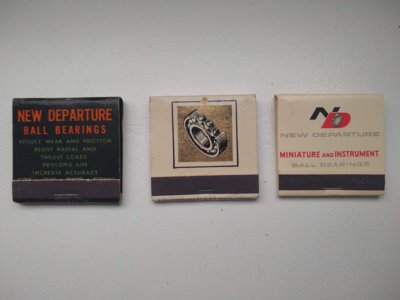 NEW DEPARTURE
BALL BEARINGS
REDUCE WEAR AND FRICTION
RESIST RADIAL AND
THRUST LOADS
PROLONG LIFE
INCREASE ACCURACY
ND
NEW DEPARTURE
MINIATURE AND INSTRUMENT
BALL BEARINGS